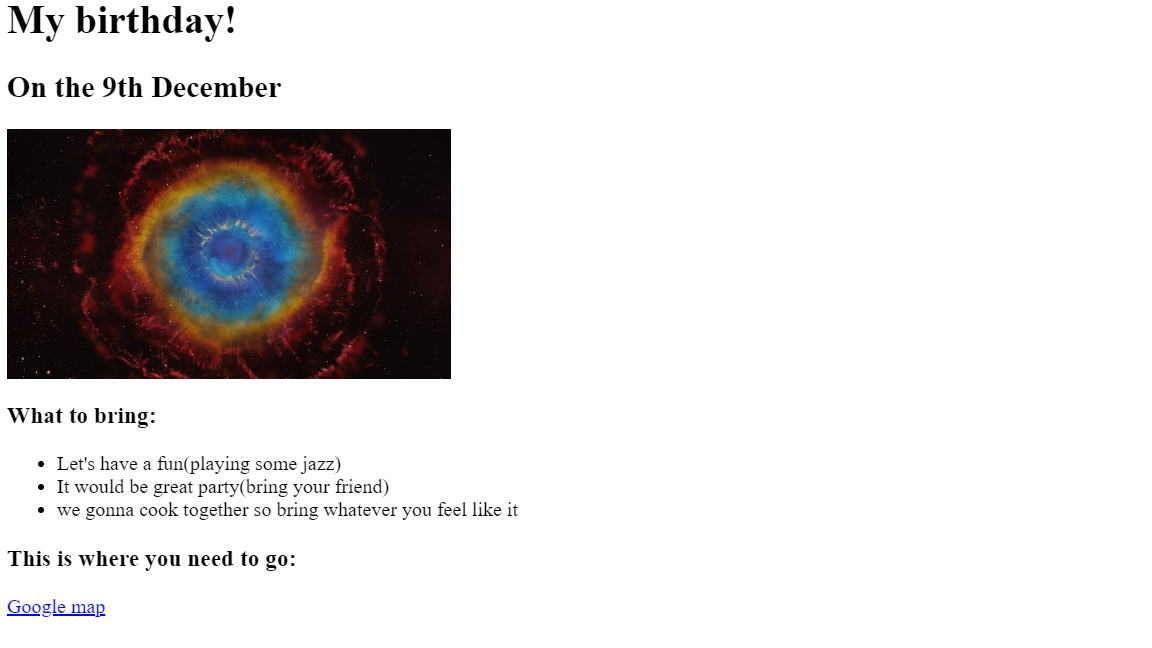 My birthday!
On the 9th December
What to bring:
Let's have a fun(playing some jazz)
It would be great party(bring your friend)
we gonna cook together so bring whatever you feel like it
This is where you need to go:
Google map